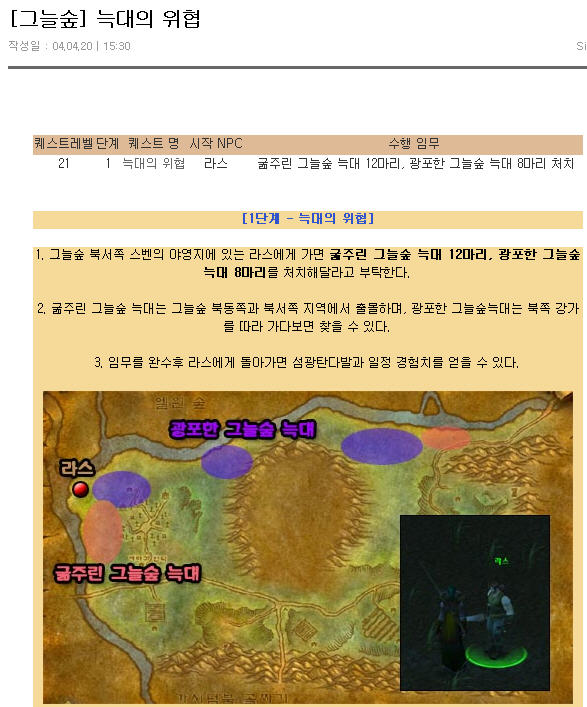 [그늘숲] 늑대의 위협
작성일 : 04.04.20 | 15:30
Si
퀘스트레벨 단계 퀘스트 명 시작 NPC 수행 임무
21 1 늑대의 위협 라스 굶주린 그늘숲 늑대 12마리, 광포한 그늘숲 늑대 8마리 처치
[1단계 - 늑대의 위협]
1. 그늘숲 북서쪽 스벤의 야영지에 있는 라스에게 가면 굶주린 그늘숲 늑대 12마리, 광포한 그늘숲
늑대 8마리를 처치해달라고 부탁한다.
2. 굶주린 그늘숲 늑대는 그늘숲 북동쪽과 북서쪽 지역에서 출몰하며, 광포한 그늘숲늑대는 북쪽 강가
를 따라 가다보면 찾을 수 있다.
3. 임무를 완수후 라스에게 돌아가면 섬광탄다발과 일정 경험치를 얻을 수 있다.
엘윈 숲
광포한 그늘숲 늑대
라스
라스
굶주린 그늘숲 늑대